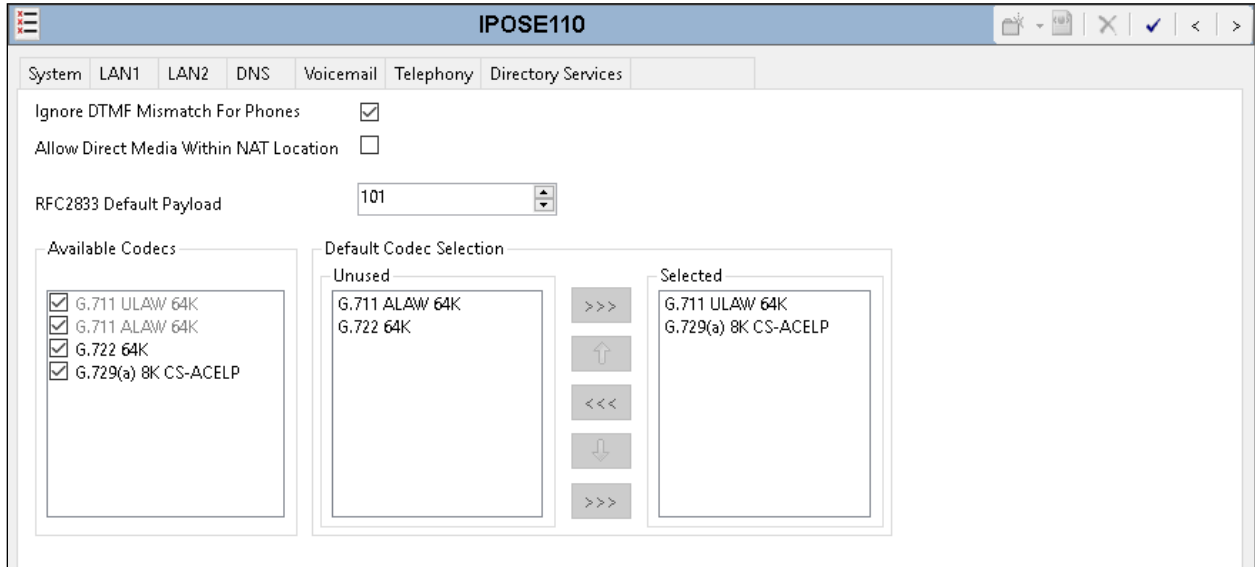 IPOSE110
System LAN1 LAN2 DNS Voicemail Telephony Directory Services
Ignore DTMF Mismatch For Phones
Allow Direct Media Within NAT Location
RFC2833 Default Payload 101
Available Codecs
G.711 ULAW 64K
G.711 ALAW 64K
G.722 64K
G.729(a) 8K CS-ACELP
Default Codec Selection
Unused
G.711 ALAW 64K
G.722 64K
>>>
<<<
>>>
Selected
G.711 ULAW 64K
G.729(a) 8K CS-ACELP